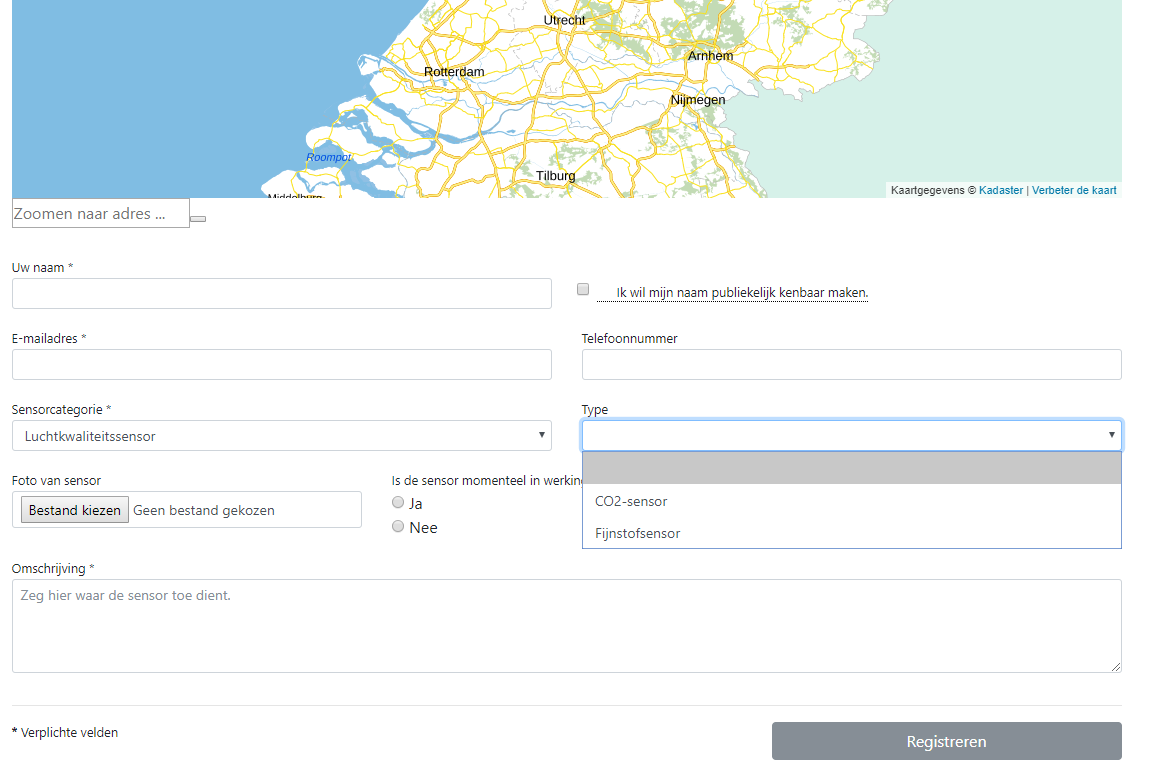 Utrecht
Arnhem
Rotterdam
Nijmegen
Roompot
Tilburg
Middelburg
Kaartgegevens © Kadaster | Verbeter de kaart
Zoomen naar adres ...
Uw naam *
Ik wil mijn naam publiekelijk kenbaar maken.
E-mailadres *
Telefoonnummer
Sensorcategorie *
Type
Luchtkwaliteitssensor
Foto van sensor
Is de sensor momenteel in werkin
Bestand kiezen Geen bestand gekozen
Ja
Nee
CO2-sensor
Fijnstofsensor
Omschrijving *
Zeg hier waar de sensor toe dient.
* Verplichte velden
Registreren